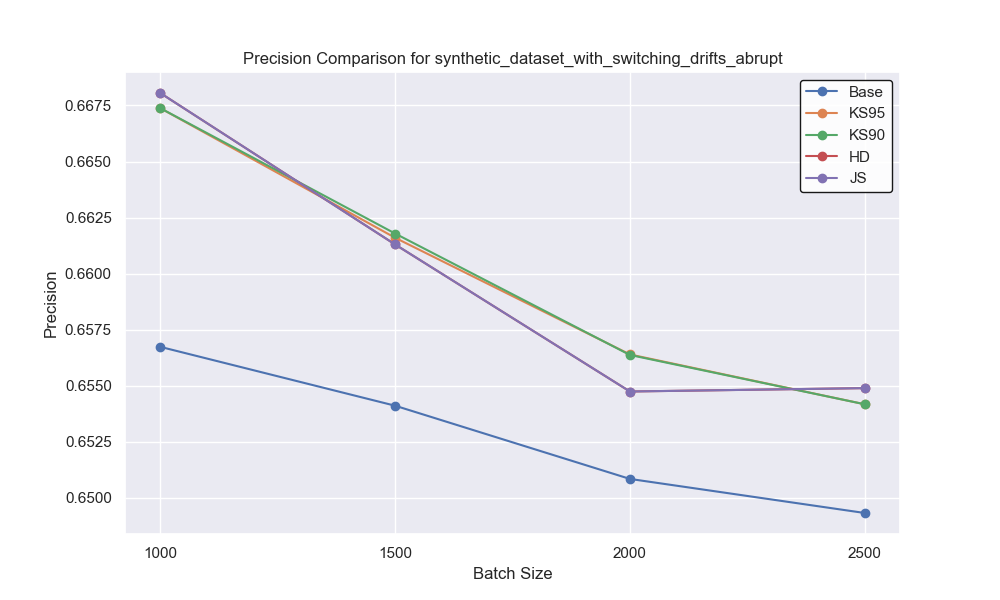 Precision Comparison for synthetic_dataset_with_switching_drifts_abrupt
Base
KS95
KS90
HD
JS
Precision
0.6675
0.6650
0.6625
0.6600
0.6575
0.6550
0.6525
0.6500
1000
1500
2000
2500
Batch Size